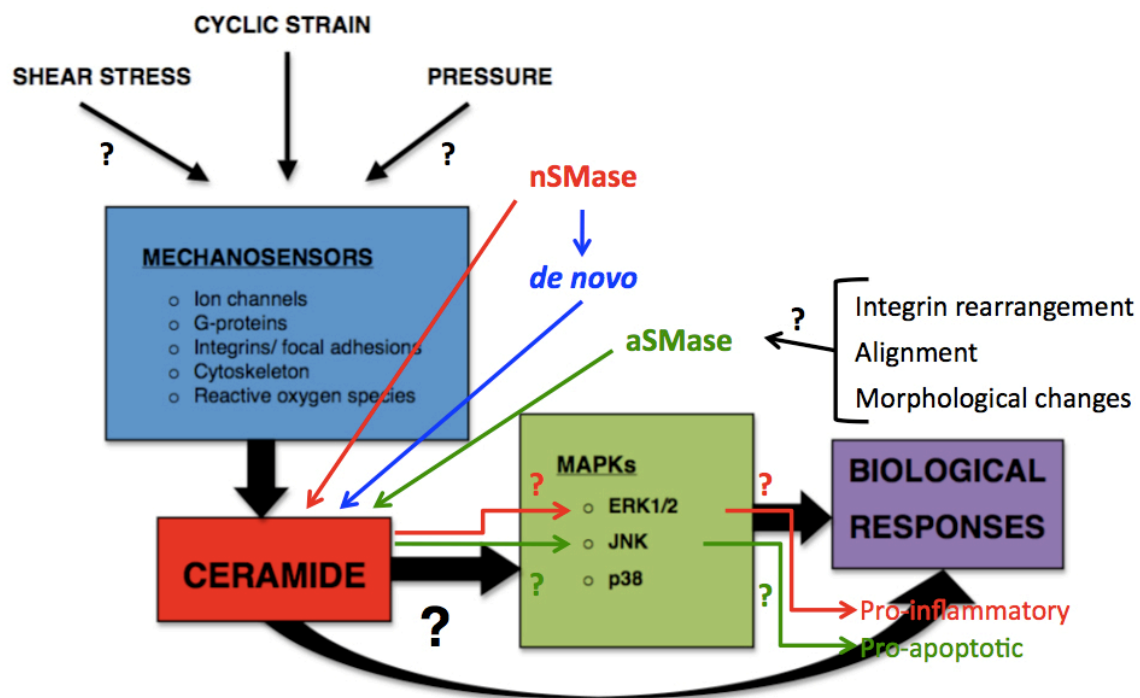 CYCLIC STRAIN
SHEAR STRESS
PRESSURE
?
?
nSMase
MECHANOSENSORS
o Ion channels
o G-proteins
o Integrins/ focal adhesions
o Cytoskeleton
o Reactive oxygen species
de novo
aSMase
?
Integrin rearrangement
Alignment
Morphological changes
MAPKs
?
o ERK1/2
?
o JNK
?
o p38
?
BIOLOGICAL
RESPONSES
CERAMIDE
?
Pro-inflammatory
Pro-apoptotic